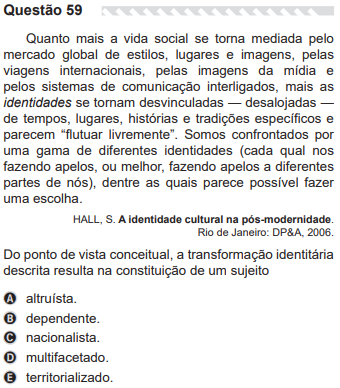 Questão 59
Quanto mais a vida social se torna mediada pelo
mercado global de estilos, lugares e imagens, pelas
viagens internacionais, pelas imagens da mídia e
pelos sistemas de comunicação interligados, mais as
identidades se tornam desvinculadas — desalojadas —
de tempos, lugares, histórias e tradições específicos e
parecem “flutuar livremente”. Somos confrontados por
uma gama de diferentes identidades (cada qual nos
fazendo apelos, ou melhor, fazendo apelos a diferentes
partes de nós), dentre as quais parece possível fazer
uma escolha.
HALL, S. A identidade cultural na pós-modernidade.
Rio de Janeiro: DP&A, 2006.
Do ponto de vista conceitual, a transformação identitária
descrita resulta na constituição de um sujeito
A altruísta.
B dependente.
C nacionalista.
D multifacetado.
E territorializado.